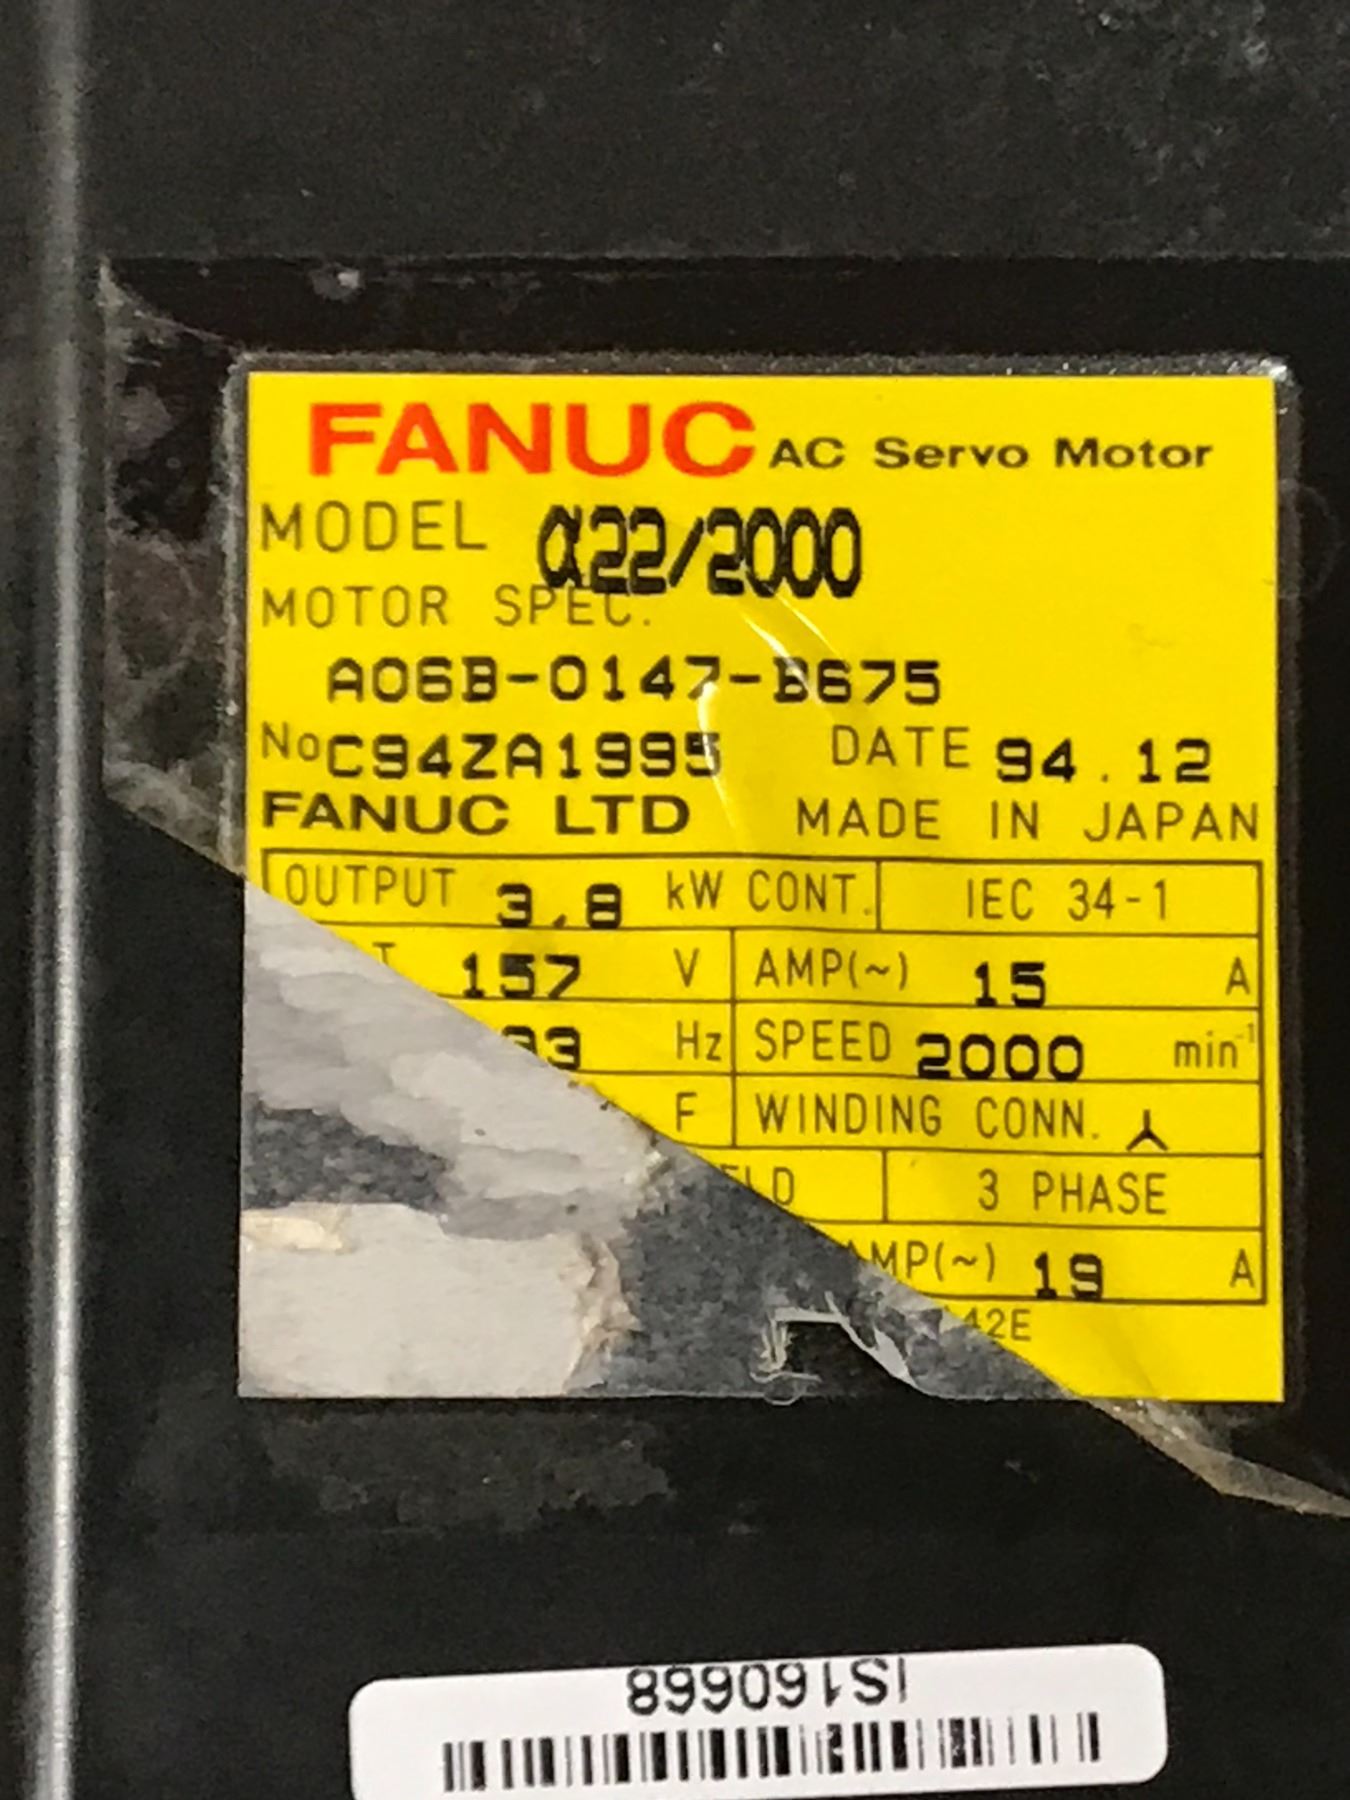 FANUC AC Servo Motor
MODEL α22/2000
MOTOR SPEC.
A06B-0147-B675
No C94ZA1995 DATE 94.12
FANUC LTD MADE IN JAPAN
OUTPUT 3.8 kW CONT. IEC 34-1
157 V AMP(~) 15 A
Hz SPEED 2000 min-1
F WINDING CONN.
3 PHASE
AMP(~) 19 A
IS160668